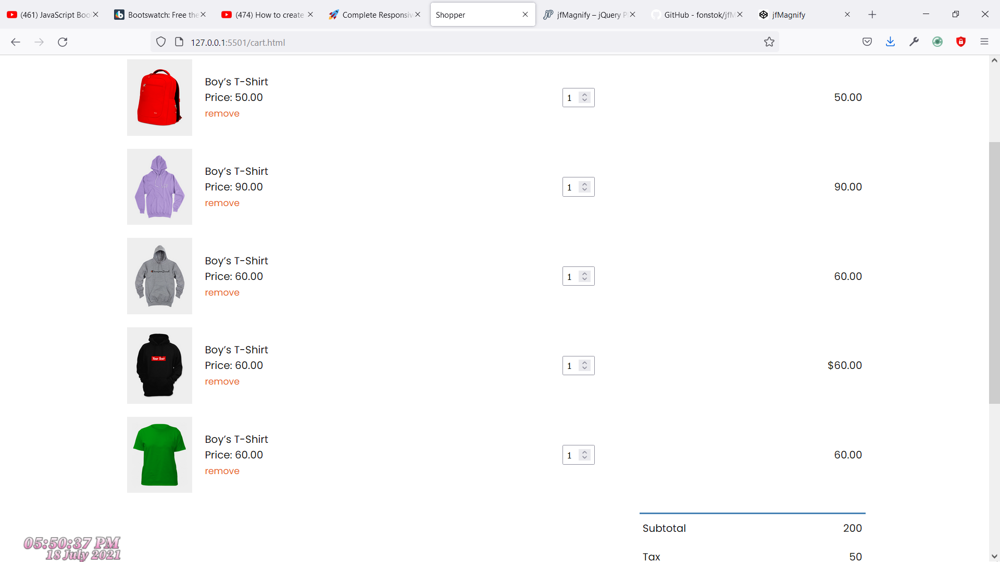 (461) JavaScript Boo
Bootswatch: Free the
(474) How to create
Complete Responsiv
Shopper
jfMagnify – jQuery P
GitHub - fonstok/jfM
jfMagnify
127.0.0.1:5501/cart.html
Boy's T-Shirt
Price: 50.00
remove
1
50.00
Boy's T-Shirt
Price: 90.00
remove
1
90.00
Boy's T-Shirt
Price: 60.00
remove
1
60.00
Your Text
Boy's T-Shirt
Price: 60.00
remove
1
$60.00
Boy's T-Shirt
Price: 60.00
remove
1
60.00
Subtotal 200
Tax 50
05:50:37 PM
18 July 2021